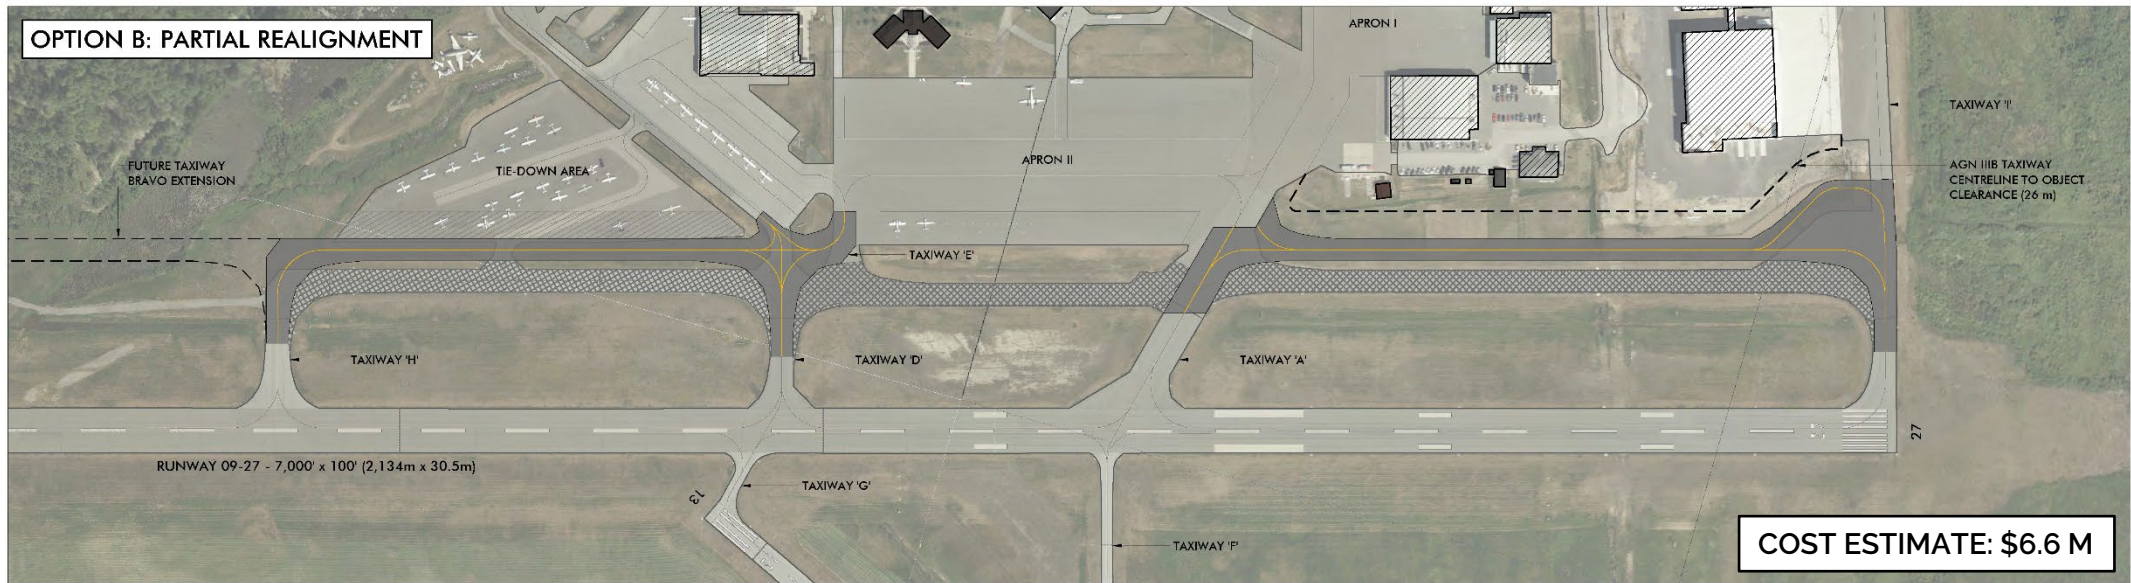 OPTION B: PARTIAL REALIGNMENT
APRON I
TAXIWAY 'I'
FUTURE TAXIWAY
BRAVO EXTENSION
TIE-DOWN AREA
APRON II
AGN IIIB TAXIWAY
CENTRELINE TO OBJECT
CLEARANCE (26 m)
TAXIWAY 'E'
TAXIWAY 'H'
TAXIWAY 'D'
TAXIWAY 'A'
27
RUNWAY 09-27 - 7,000' x 100' (2,134m x 30.5m)
13
TAXIWAY 'G'
TAXIWAY 'F'
COST ESTIMATE: $6.6 M